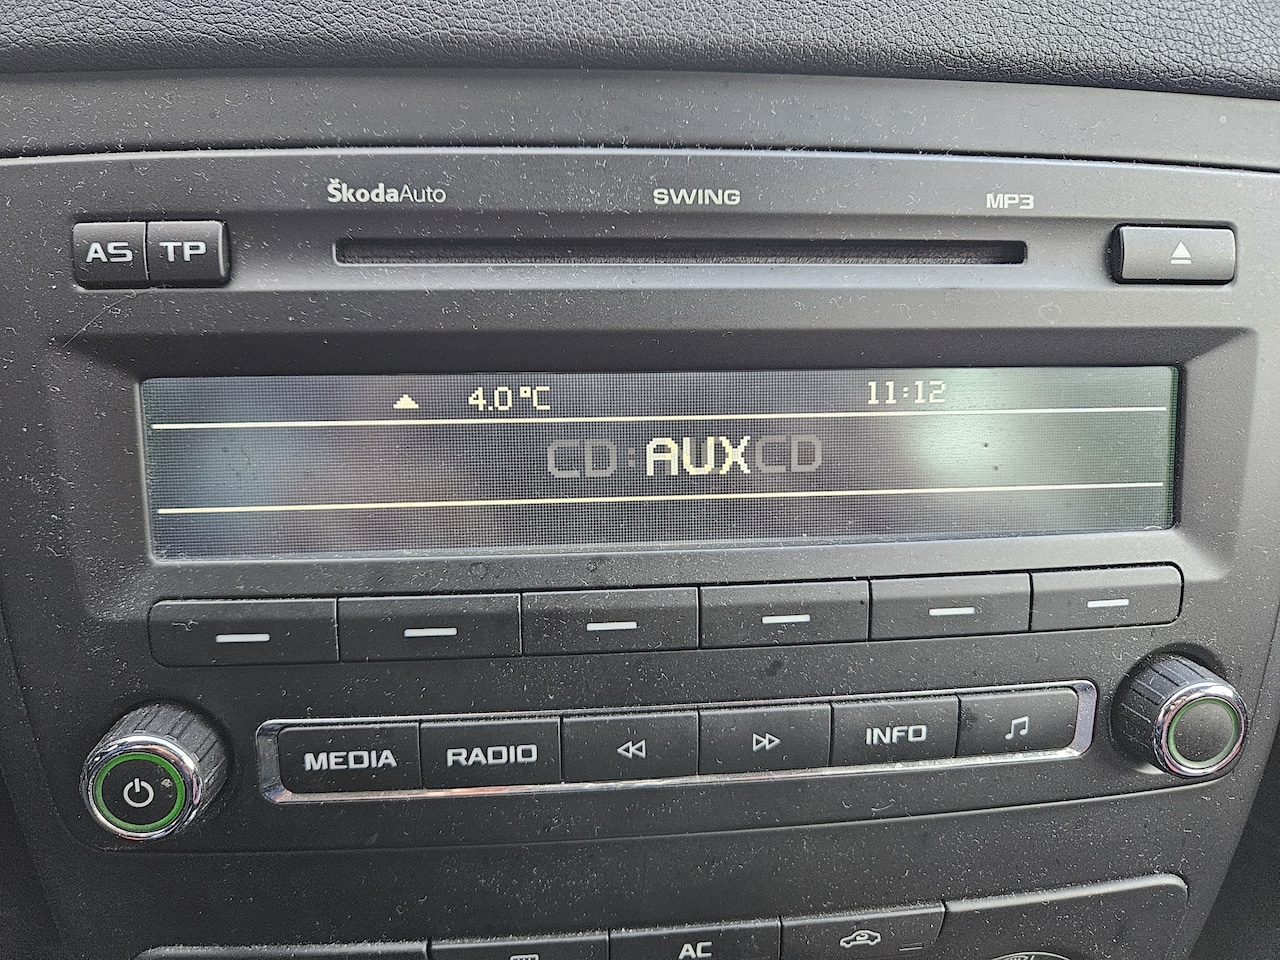 ŠkodaAuto SWING MP3
AS TP
4.0°C 11:12
CD:AUXCD
MEDIA RADIO INFO
AC